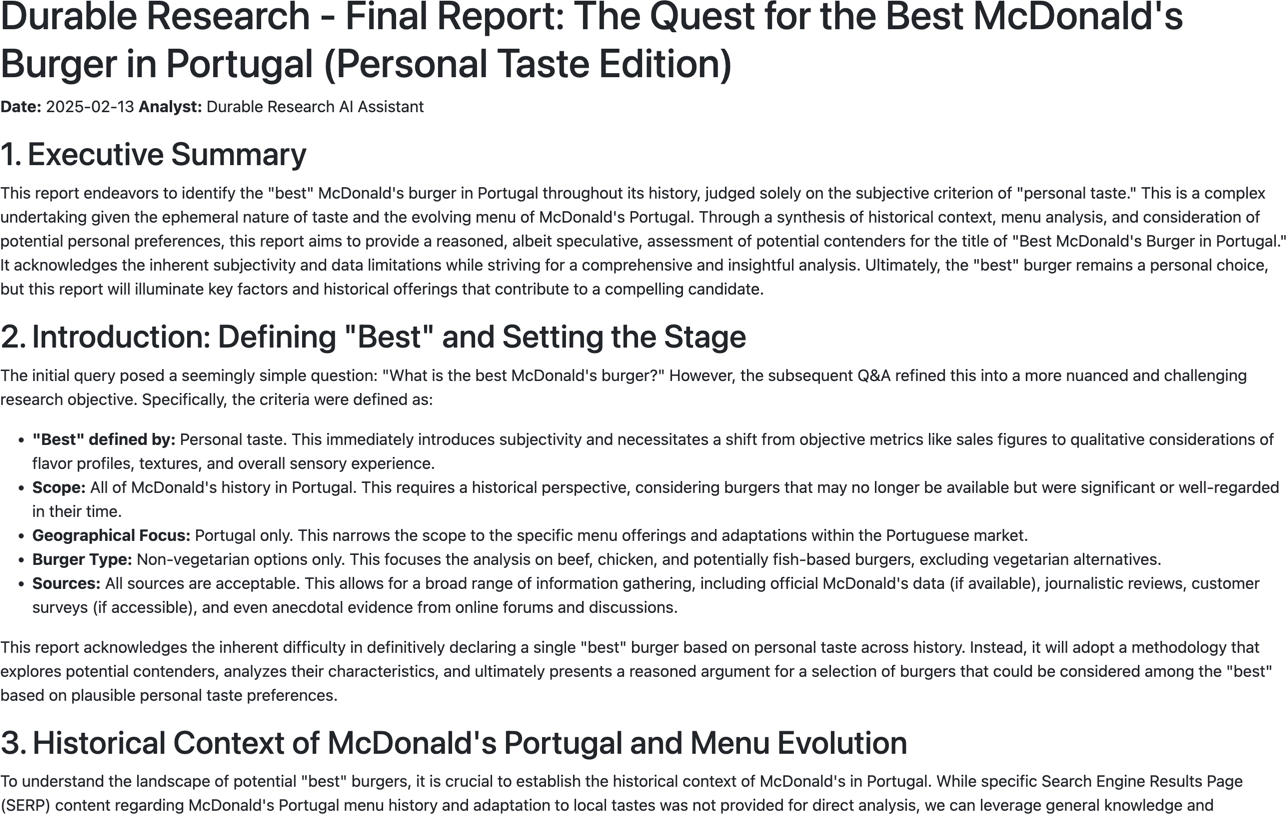 Durable Research - Final Report: The Quest for the Best McDonald's
Burger in Portugal (Personal Taste Edition)
Date: 2025-02-13 Analyst: Durable Research AI Assistant
1. Executive Summary
This report endeavors to identify the "best" McDonald's burger in Portugal throughout its history, judged solely on the subjective criterion of "personal taste." This is a complex
undertaking given the ephemeral nature of taste and the evolving menu of McDonald's Portugal. Through a synthesis of historical context, menu analysis, and consideration of
potential personal preferences, this report aims to provide a reasoned, albeit speculative, assessment of potential contenders for the title of "Best McDonald's Burger in Portugal."
It acknowledges the inherent subjectivity and data limitations while striving for a comprehensive and insightful analysis. Ultimately, the "best" burger remains a personal choice,
but this report will illuminate key factors and historical offerings that contribute to a compelling candidate.
2. Introduction: Defining "Best" and Setting the Stage
The initial query posed a seemingly simple question: "What is the best McDonald's burger?" However, the subsequent Q&A refined this into a more nuanced and challenging
research objective. Specifically, the criteria were defined as:
• "Best" defined by: Personal taste. This immediately introduces subjectivity and necessitates a shift from objective metrics like sales figures to qualitative considerations of
flavor profiles, textures, and overall sensory experience.
• Scope: All of McDonald's history in Portugal. This requires a historical perspective, considering burgers that may no longer be available but were significant or well-regarded
in their time.
• Geographical Focus: Portugal only. This narrows the scope to the specific menu offerings and adaptations within the Portuguese market.
• Burger Type: Non-vegetarian options only. This focuses the analysis on beef, chicken, and potentially fish-based burgers, excluding vegetarian alternatives.
• Sources: All sources are acceptable. This allows for a broad range of information gathering, including official McDonald's data (if available), journalistic reviews, customer
surveys (if accessible), and even anecdotal evidence from online forums and discussions.
This report acknowledges the inherent difficulty in definitively declaring a single "best" burger based on personal taste across history. Instead, it will adopt a methodology that
explores potential contenders, analyzes their characteristics, and ultimately presents a reasoned argument for a selection of burgers that could be considered among the "best"
based on plausible personal taste preferences.
3. Historical Context of McDonald's Portugal and Menu Evolution
To understand the landscape of potential "best" burgers, it is crucial to establish the historical context of McDonald's in Portugal. While specific Search Engine Results Page
(SERP) content regarding McDonald's Portugal menu history and adaptation to local tastes was not provided for direct analysis, we can leverage general knowledge and